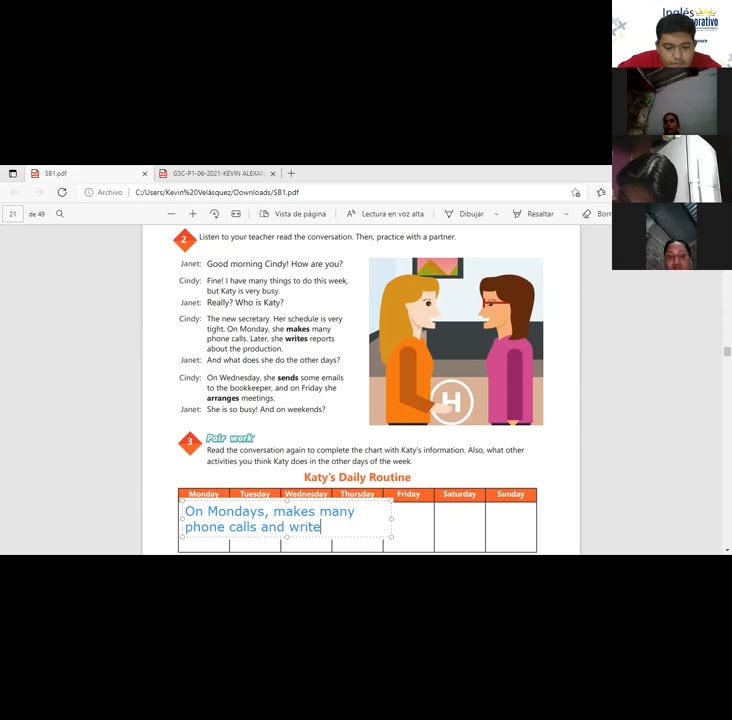 Inglés
orativo
SB1.pdf
G3C-P1-06-2021-KEVIN ALEXA
Archivo
C:/Users/Kevin%20Velásquez/Downloads/SB1.pdf
21
de 49
Vista de página
Lectura en voz alta
Dibujar
Resaltar
Borr
2
Listen to your teacher read the conversation. Then, practice with a partner.
Janet: Good morning Cindy! How are you?
Cindy: Fine! I have many things to do this week,
but Katy is very busy.
Janet: Really? Who is Katy?
Cindy: The new secretary. Her schedule is very
tight. On Monday, she makes many
phone calls. Later, she writes reports
about the production.
Janet: And what does she do the other days?
Cindy: On Wednesday, she sends some emails
to the bookkeeper, and on Friday she
arranges meetings.
Janet: She is so busy! And on weekends?
H
3
Pair work
Read the conversation again to complete the chart with Katy's information. Also, what other
activities you think Katy does in the other days of the week.
Katy's Daily Routine
Monday Tuesday Wednesday Thursday Friday Saturday Sunday
On Mondays, makes many
phone calls and write